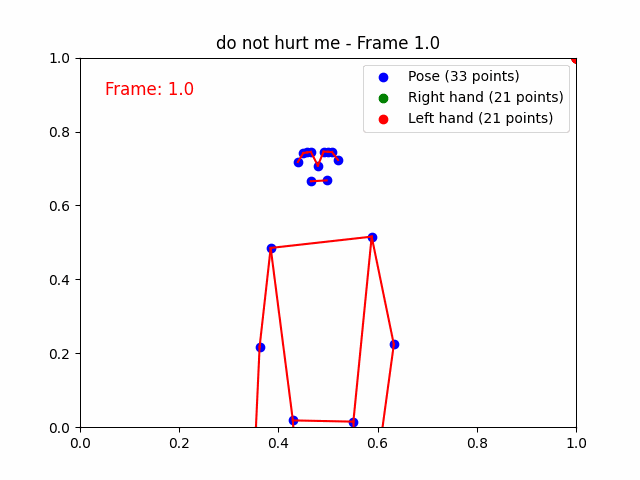 do not hurt me - Frame 1.0
Frame: 1.0
Pose (33 points)
Right hand (21 points)
Left hand (21 points)
1.0
0.8
0.6
0.4
0.2
0.0
0.0 0.2 0.4 0.6 0.8 1.0